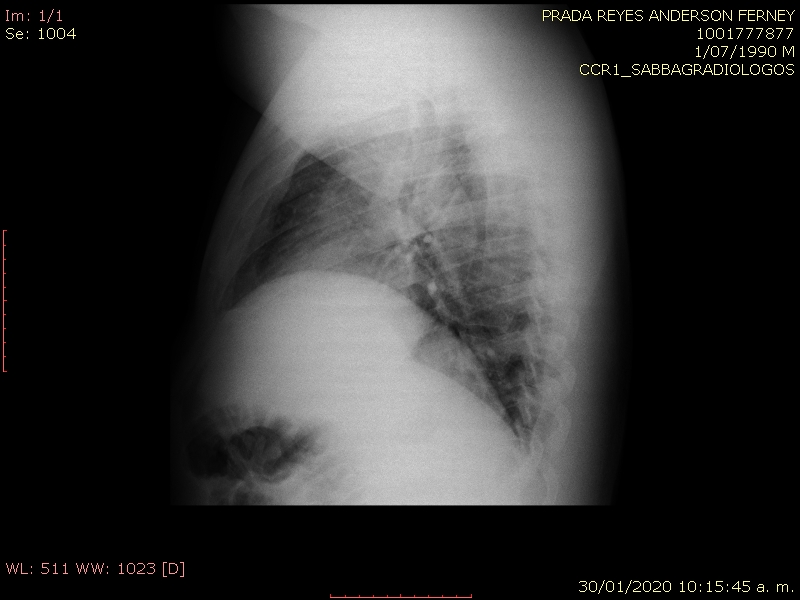 Im: 1/1
Se: 1004
PRADA REYES ANDERSON FERNEY
1001777877
1/07/1990 M
CCR1_SABBAGRADIOLOGOS
WL: 511 WW: 1023 [D]
30/01/2020 10:15:45 a. m.